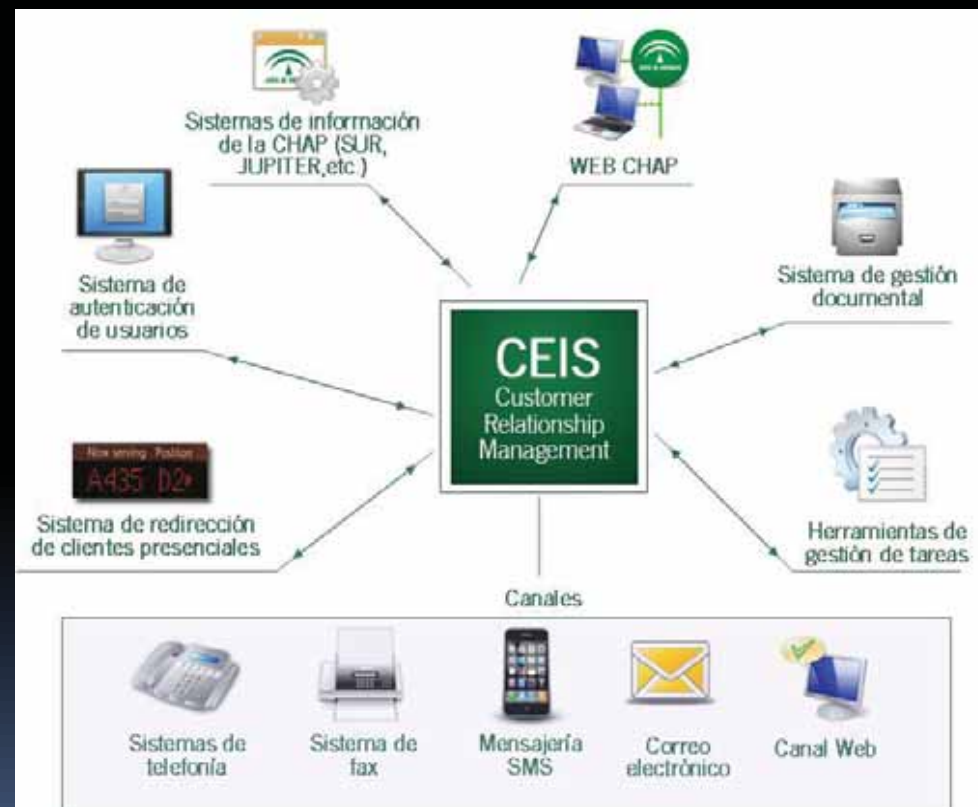 Sistemas de información
de la CHAP (SUR,
JUPITER,etc.)
WEB CHAP
Sistema de
autenticación
de usuarios
Sistema de gestión
documental
CEIS
Customer
Relationship
Management
Now serving Position
A435 D2
Sistema de redirección
de clientes presenciales
Herramientas de
gestión de tareas
Canales
Sistemas de
telefonía
Sistema de
fax
Mensajería
SMS
Correo
electrónico
Canal Web